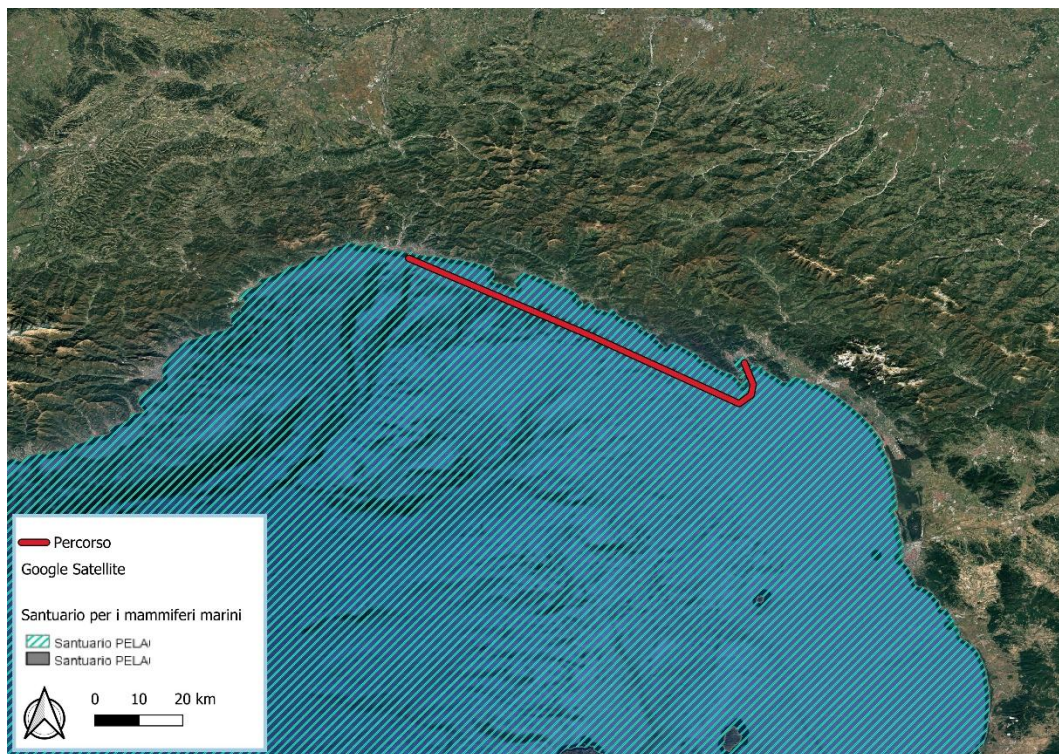 Percorso
Google Satellite
Santuario per i mammiferi marini
Santuario PELA
Santuario PELA
0 10 20 km